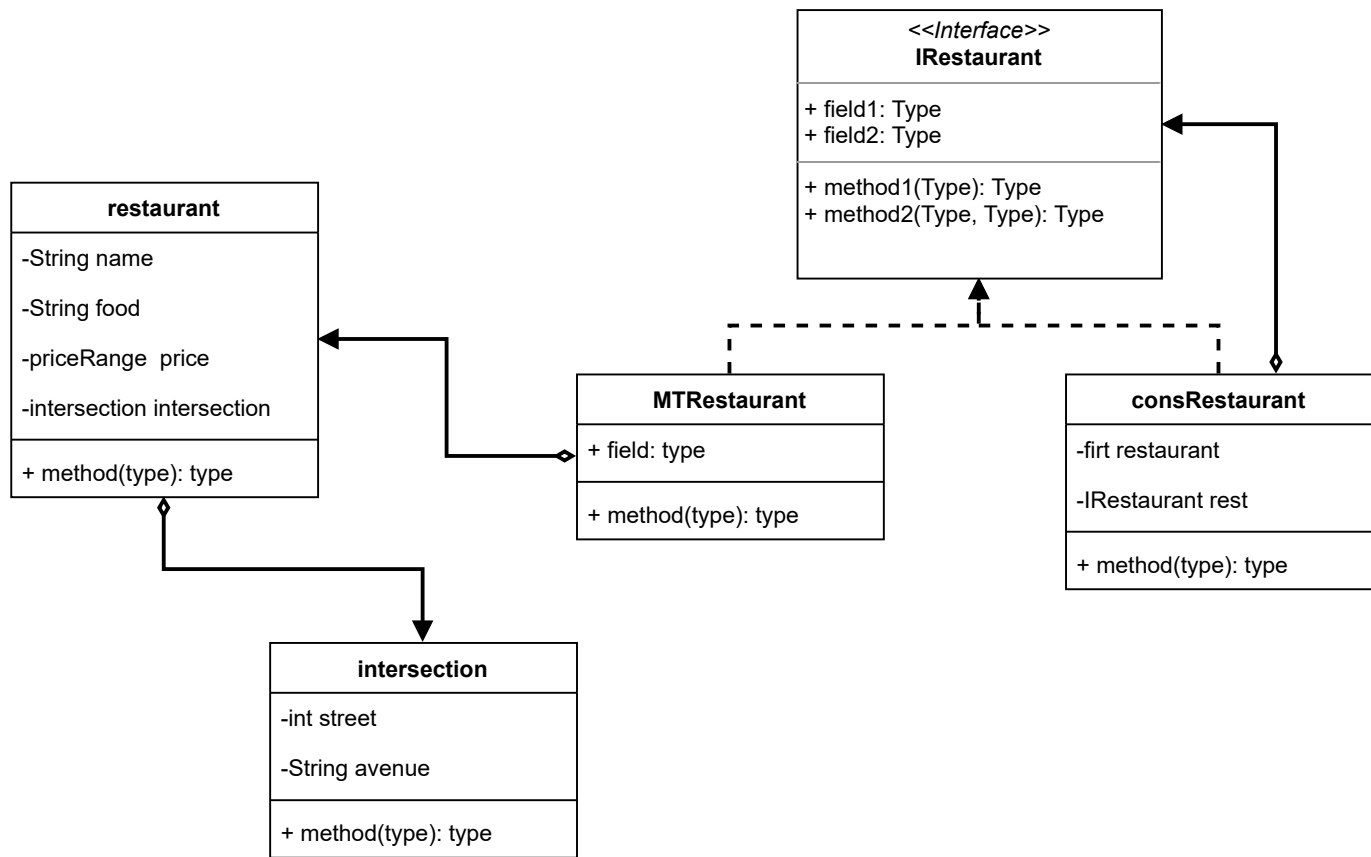 <<Interface>>
IRestaurant
+ field1: Type
+ field2: Type
+ method1(Type): Type
+ method2(Type, Type): Type
restaurant
-String name
-String food
-priceRange  price
-intersection intersection
+ method(type): type
MTRestaurant
+ field: type
+ method(type): type
consRestaurant
-firt restaurant
-IRestaurant rest
+ method(type): type
intersection
-int street
-String avenue
+ method(type): type